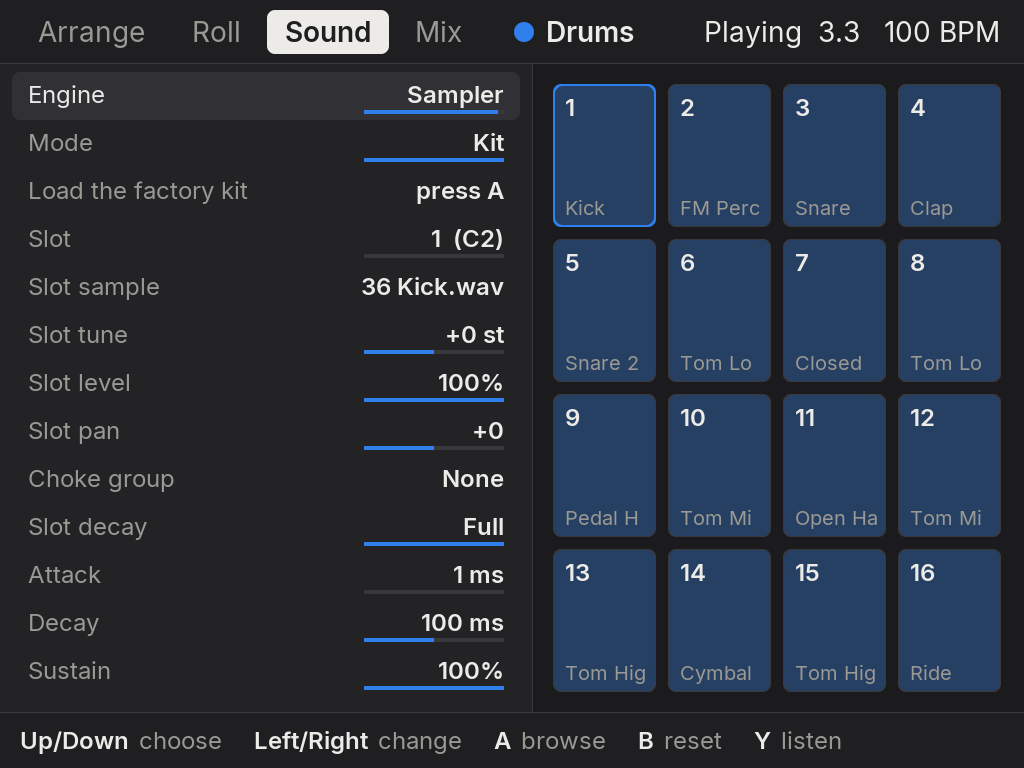 Arrange Roll Sound Mix Drums Playing 3.3 100 BPM
Engine Sampler
Mode Kit
Load the factory kit press A
Slot 1 (C2)
Slot sample 36 Kick.wav
Slot tune +0 st
Slot level 100%
Slot pan +0
Choke group None
Slot decay Full
Attack 1 ms
Decay 100 ms
Sustain 100%
1 2 3 4
Kick FM Perc Snare Clap
5 6 7 8
Snare 2 Tom Lo Closed Tom Lo
9 10 11 12
Pedal H Tom Mi Open Ha Tom Mi
13 14 15 16
Tom Hig Cymbal Tom Hig Ride
Up/Down choose Left/Right change A browse B reset Y listen